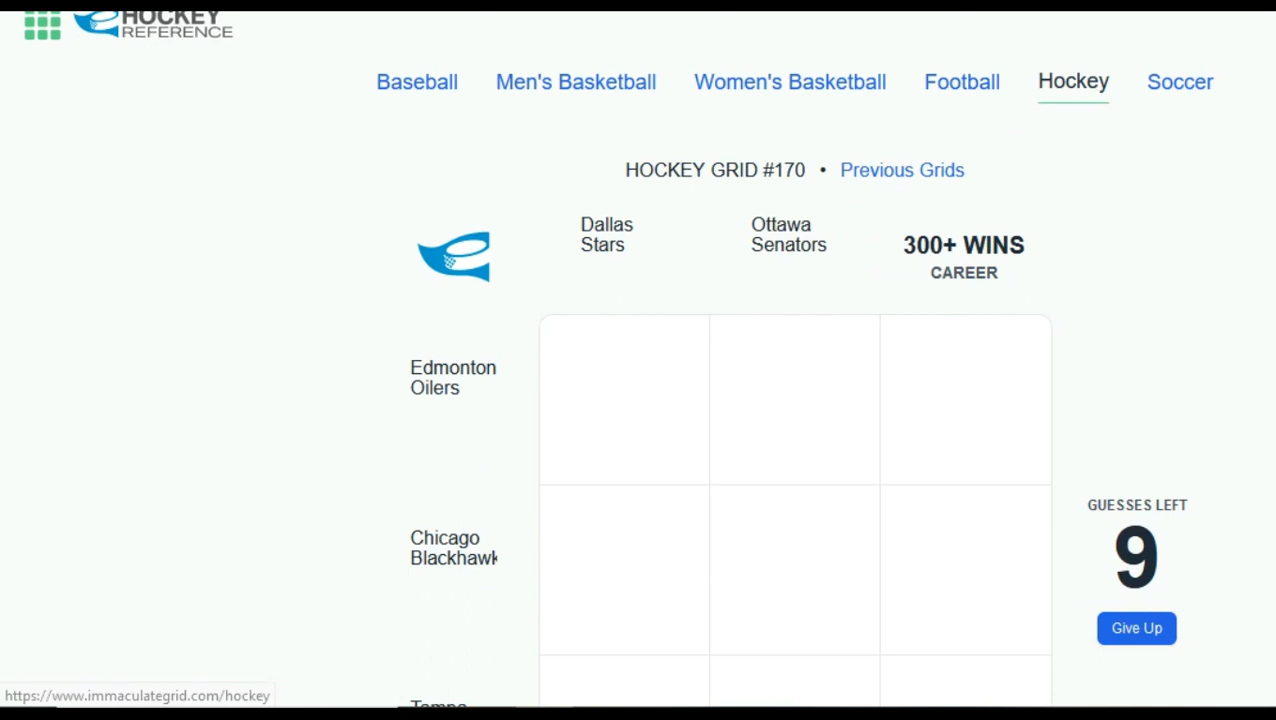 HOCKEY
REFERENCE
Baseball Men's Basketball Women's Basketball Football Hockey Soccer
HOCKEY GRID #170 • Previous Grids
Dallas
Stars
Ottawa
Senators
300+ WINS
CAREER
Edmonton
Oilers
Chicago
Blackhawk
GUESSES LEFT
9
Give Up
Tampa
https://www.immaculategrid.com/hockey